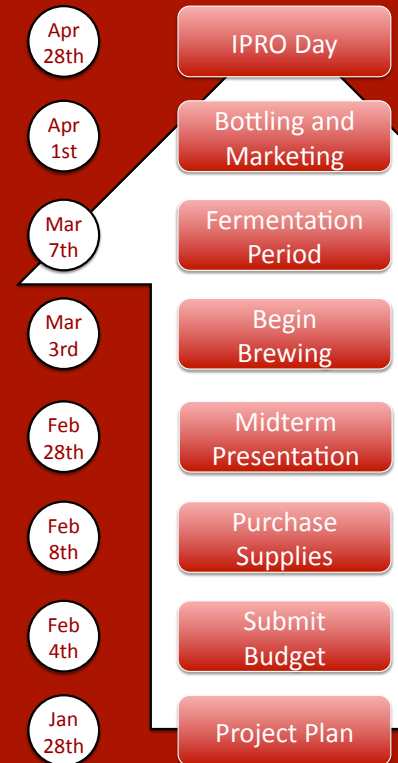 Apr
28th
IPRO Day
Apr
1st
Bottling and
Marketing
Mar
7th
Fermentation
Period
Mar
3rd
Begin
Brewing
Feb
28th
Midterm
Presentation
Feb
8th
Purchase
Supplies
Feb
4th
Submit
Budget
Jan
28th
Project Plan